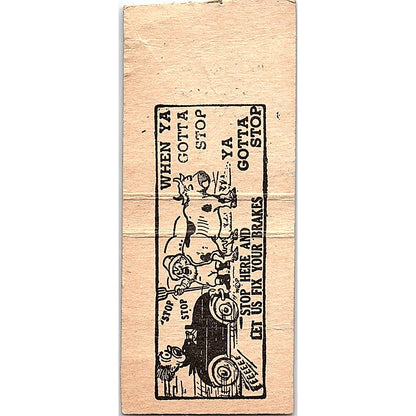 WHEN YA
GOTTA
STOP
YA
GOTTA
STOP
"STOP
STOP
STOP HERE AND
LET US FIX YOUR BRAKES
EEEEEE